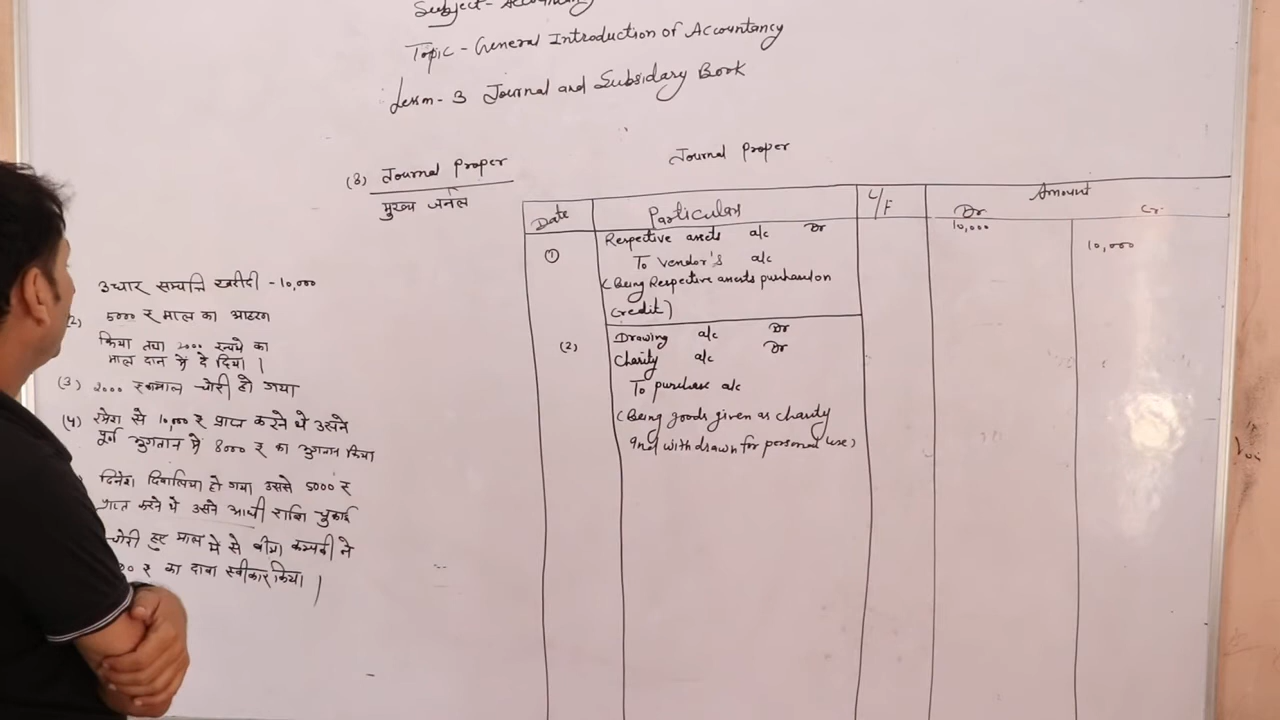 Subject - Accountancy
Topic - General Introduction of Accountancy
Lesson - 3 Journal and Subsidary Book
(8) Journal Proper
मुख्य जर्नल
Journal Proper
Date Particulars L/F Amount
Dr Cr.
① Respective assets a/c Dr 10,000
To vendor's a/c 10,000
(Being Respective assets purchased on
credit)
(2) Drawing a/c Dr
Charity a/c Dr
To purchase a/c
(Being goods given as charity
And withdrawn for personal use)
उधार सम्पत्ति खरीदी - 10,000
2) 5000 ₹ माल का आहरण
किया तथा 2000 रुपये का
माल दान में दे दिया।
(3) 2000 ₹ माल चोरी हो गया
(4) रमेश से 10,000 ₹ प्राप्त करने थे उसने
पूर्ण भुगतान में 8000 ₹ का भुगतान किया
दिनेश दिवालिया हो गया उससे 5000 ₹
प्राप्त करने थे उसने आधी राशि चुकाई
चोरी हुए माल में से बीमा कम्पनी ने
₹ का दावा स्वीकार किया।